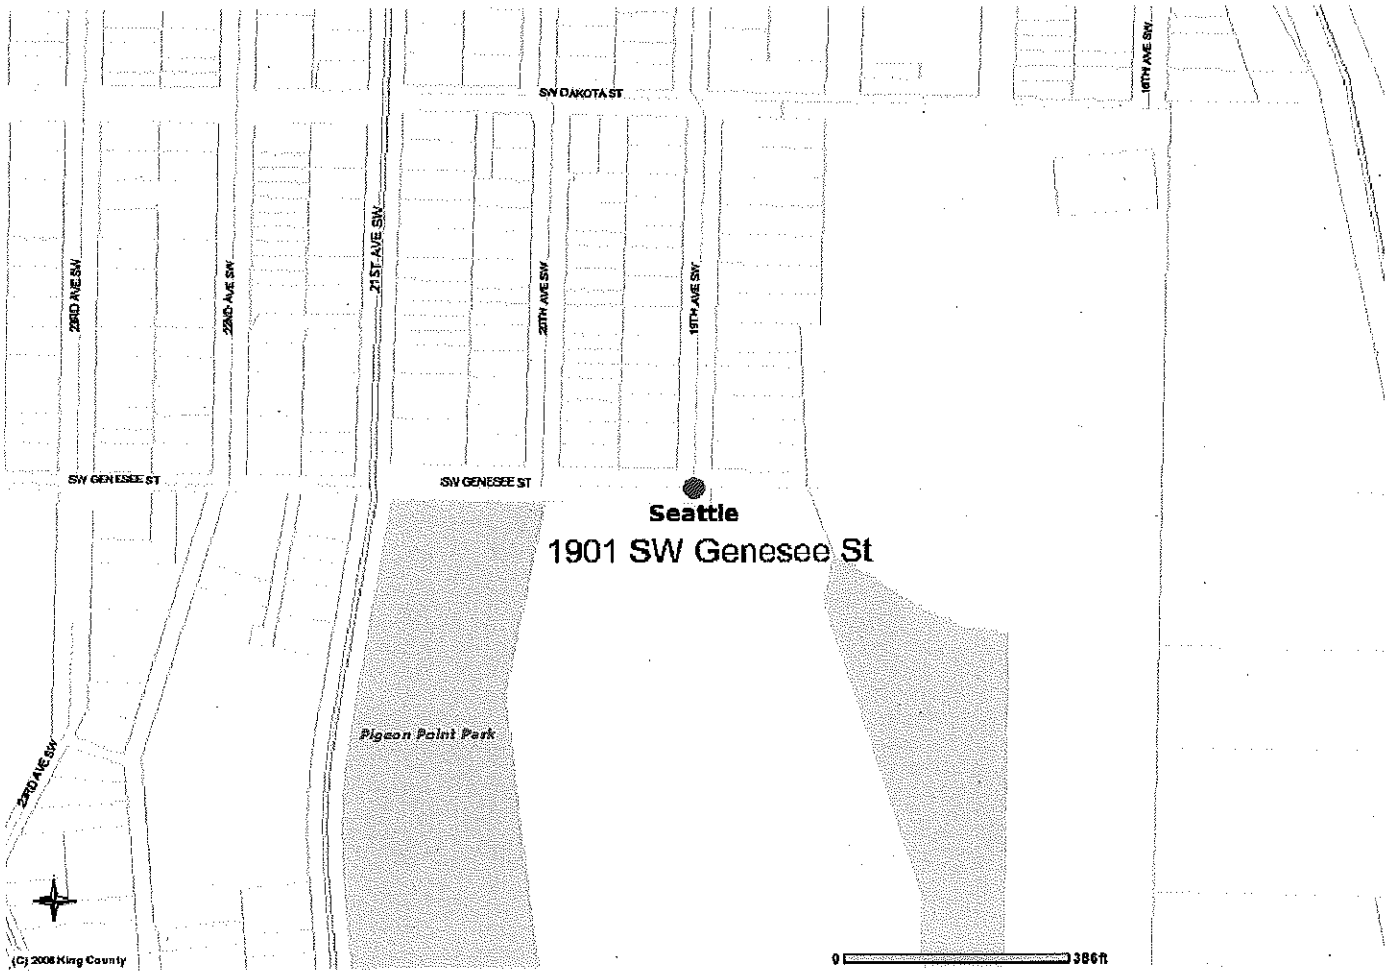 16TH AVE SW
SW DAKOTA ST
21ST AVE SW
23RD AVE SW
22ND AVE SW
20TH AVE SW
19TH AVE SW
SW GENESEE ST
SW GENESEE ST
Seattle
1901 SW Genesee St
Pigeon Point Park
23RD AVE SW
(C) 2008 King County
0 386ft